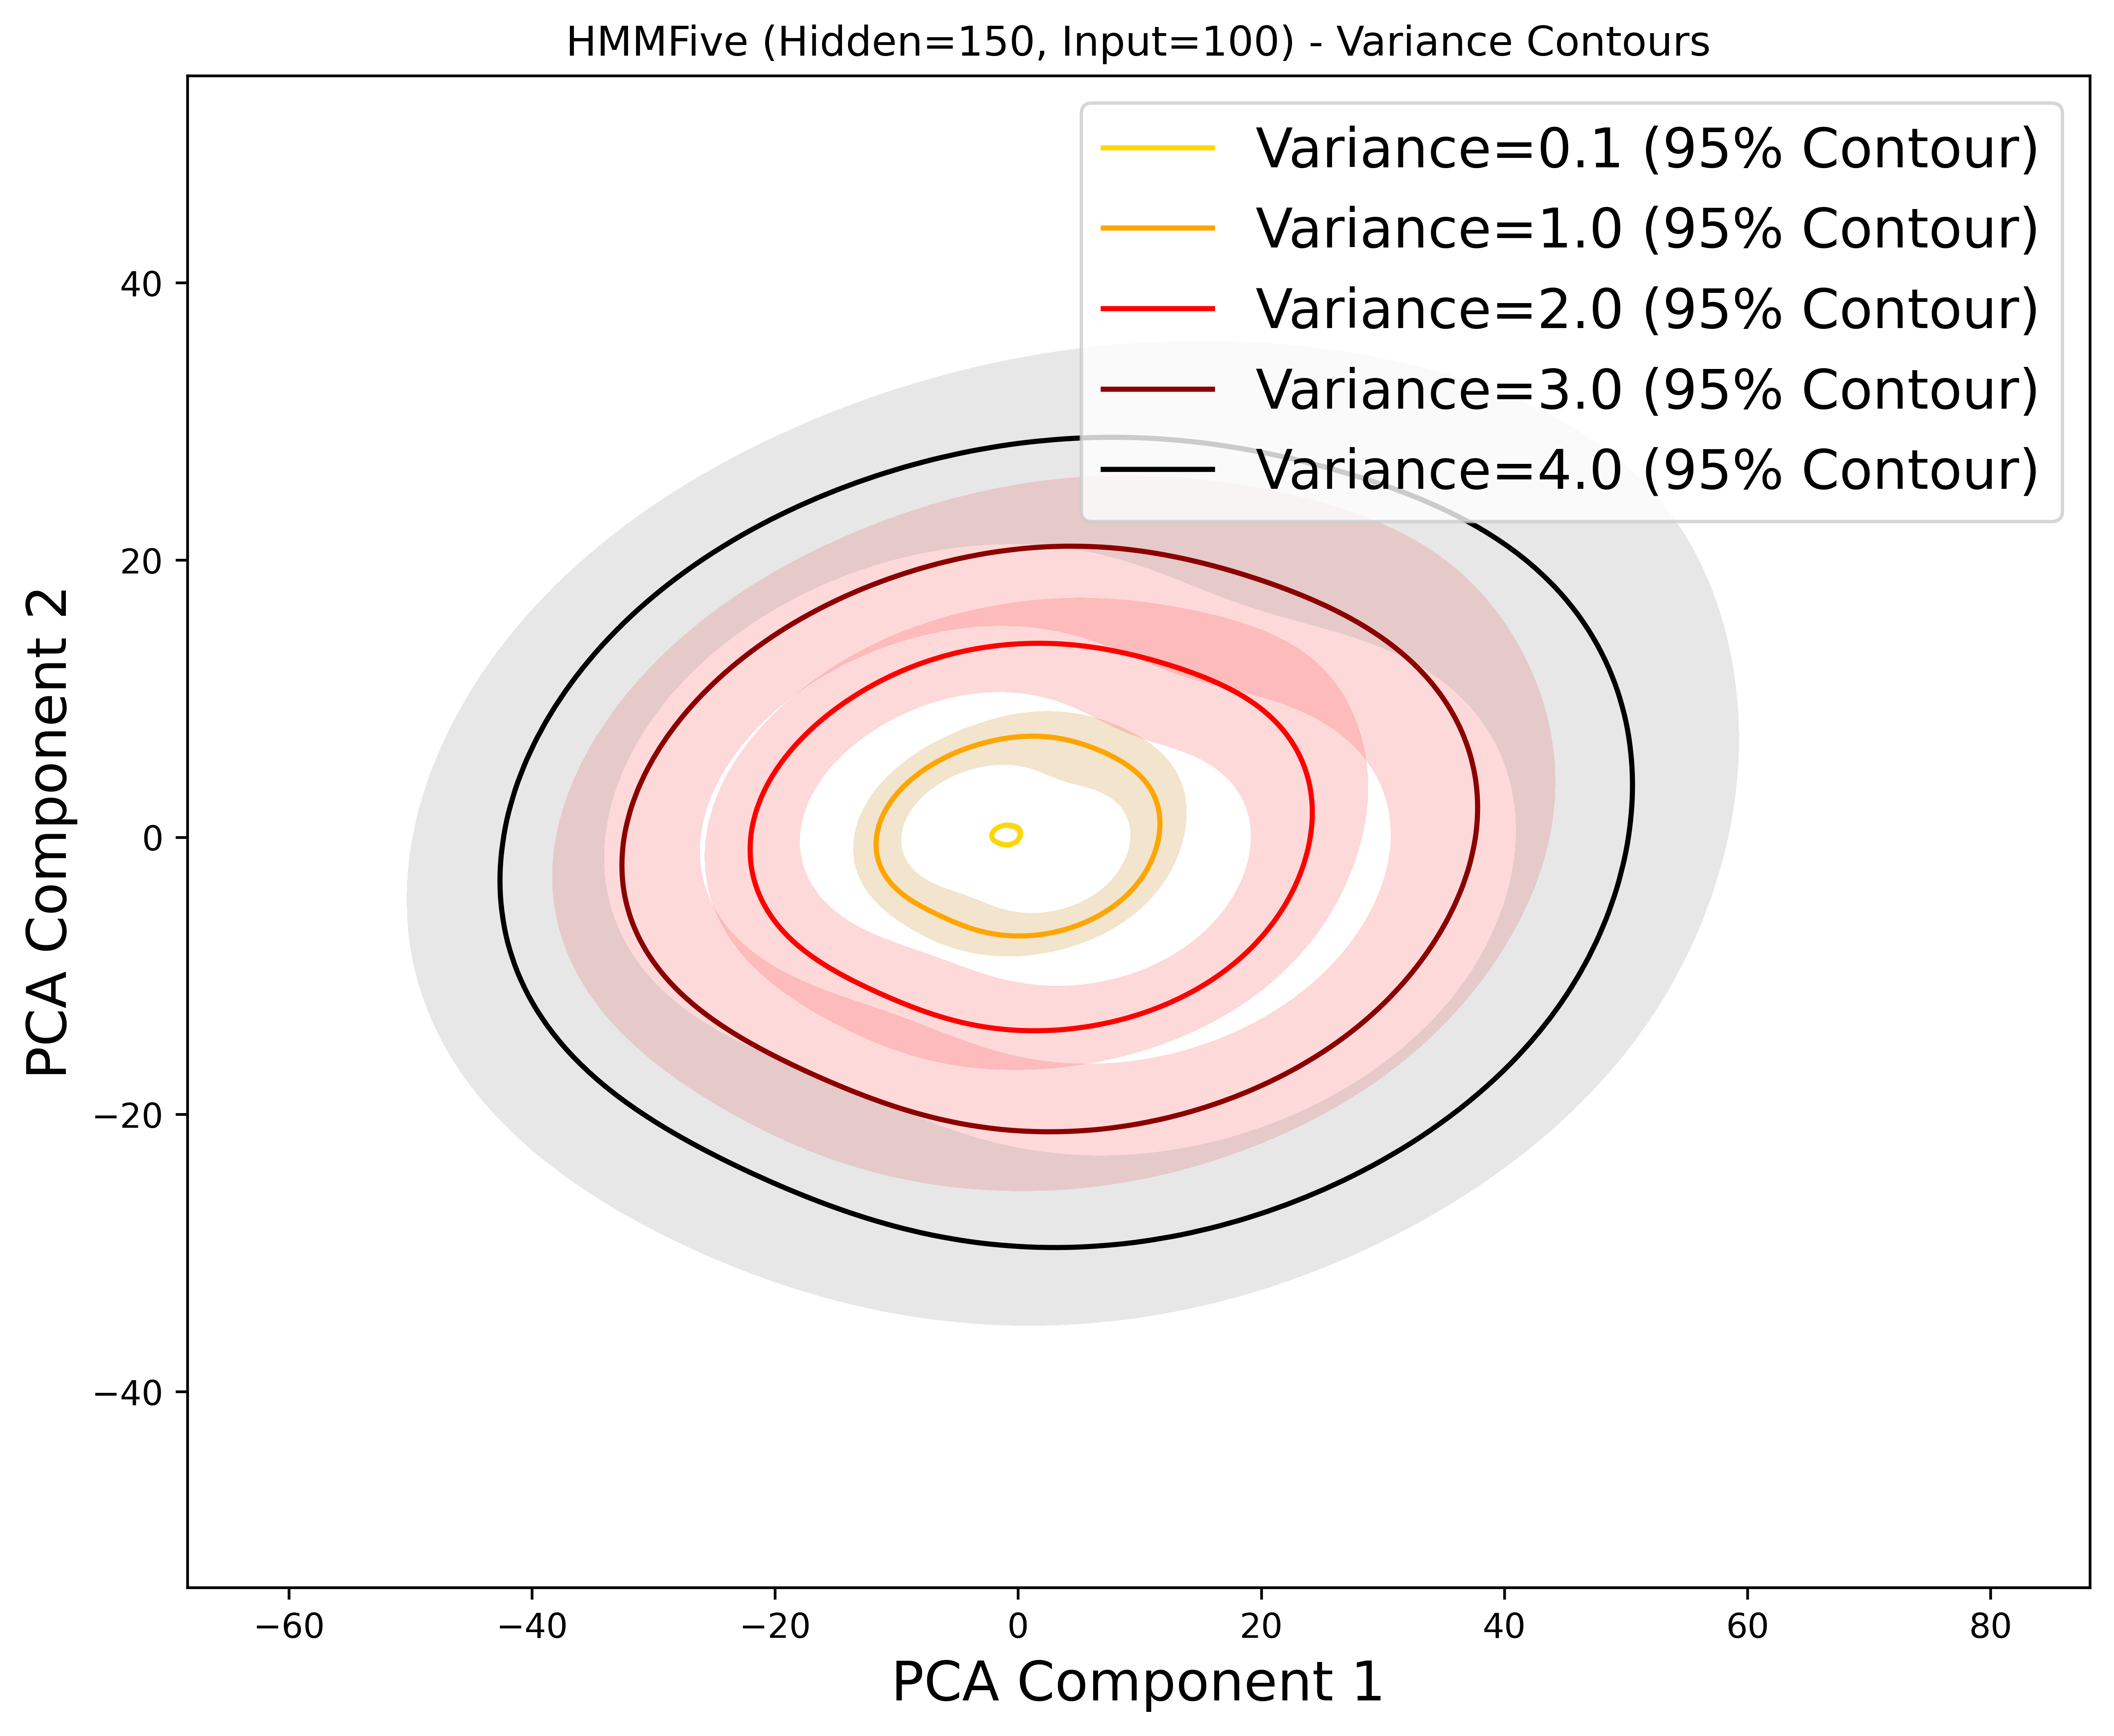 HMMFive (Hidden=150, Input=100) - Variance Contours
Variance=0.1 (95% Contour)
Variance=1.0 (95% Contour)
Variance=2.0 (95% Contour)
Variance=3.0 (95% Contour)
Variance=4.0 (95% Contour)
PCA Component 2
40
20
0
−20
−40
−60
−40
−20
0
20
40
60
80
PCA Component 1